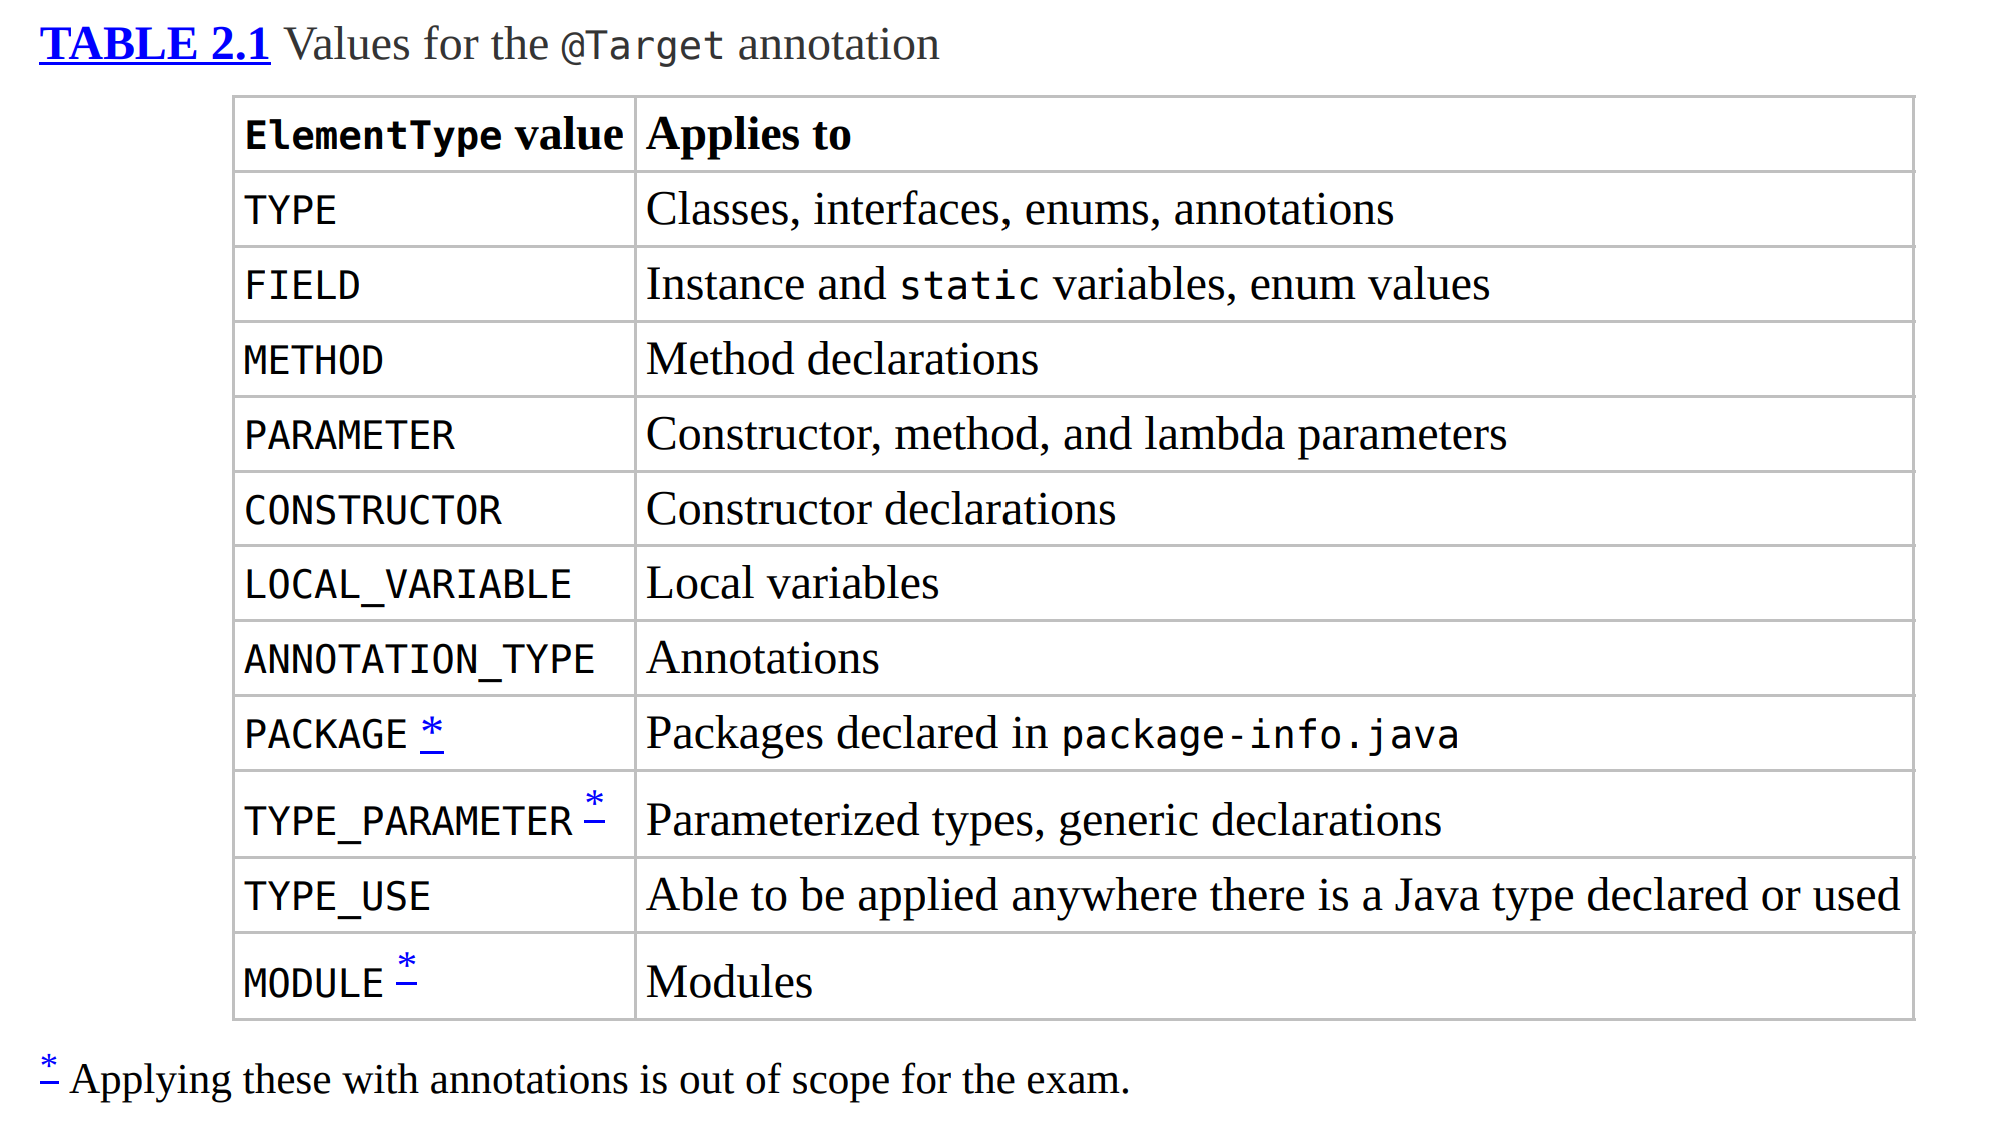 TABLE 2.1 Values for the @Target annotation
ElementType value Applies to
TYPE Classes, interfaces, enums, annotations
FIELD Instance and static variables, enum values
METHOD Method declarations
PARAMETER Constructor, method, and lambda parameters
CONSTRUCTOR Constructor declarations
LOCAL_VARIABLE Local variables
ANNOTATION_TYPE Annotations
PACKAGE * Packages declared in package-info.java
TYPE_PARAMETER * Parameterized types, generic declarations
TYPE_USE Able to be applied anywhere there is a Java type declared or used
MODULE * Modules
* Applying these with annotations is out of scope for the exam.